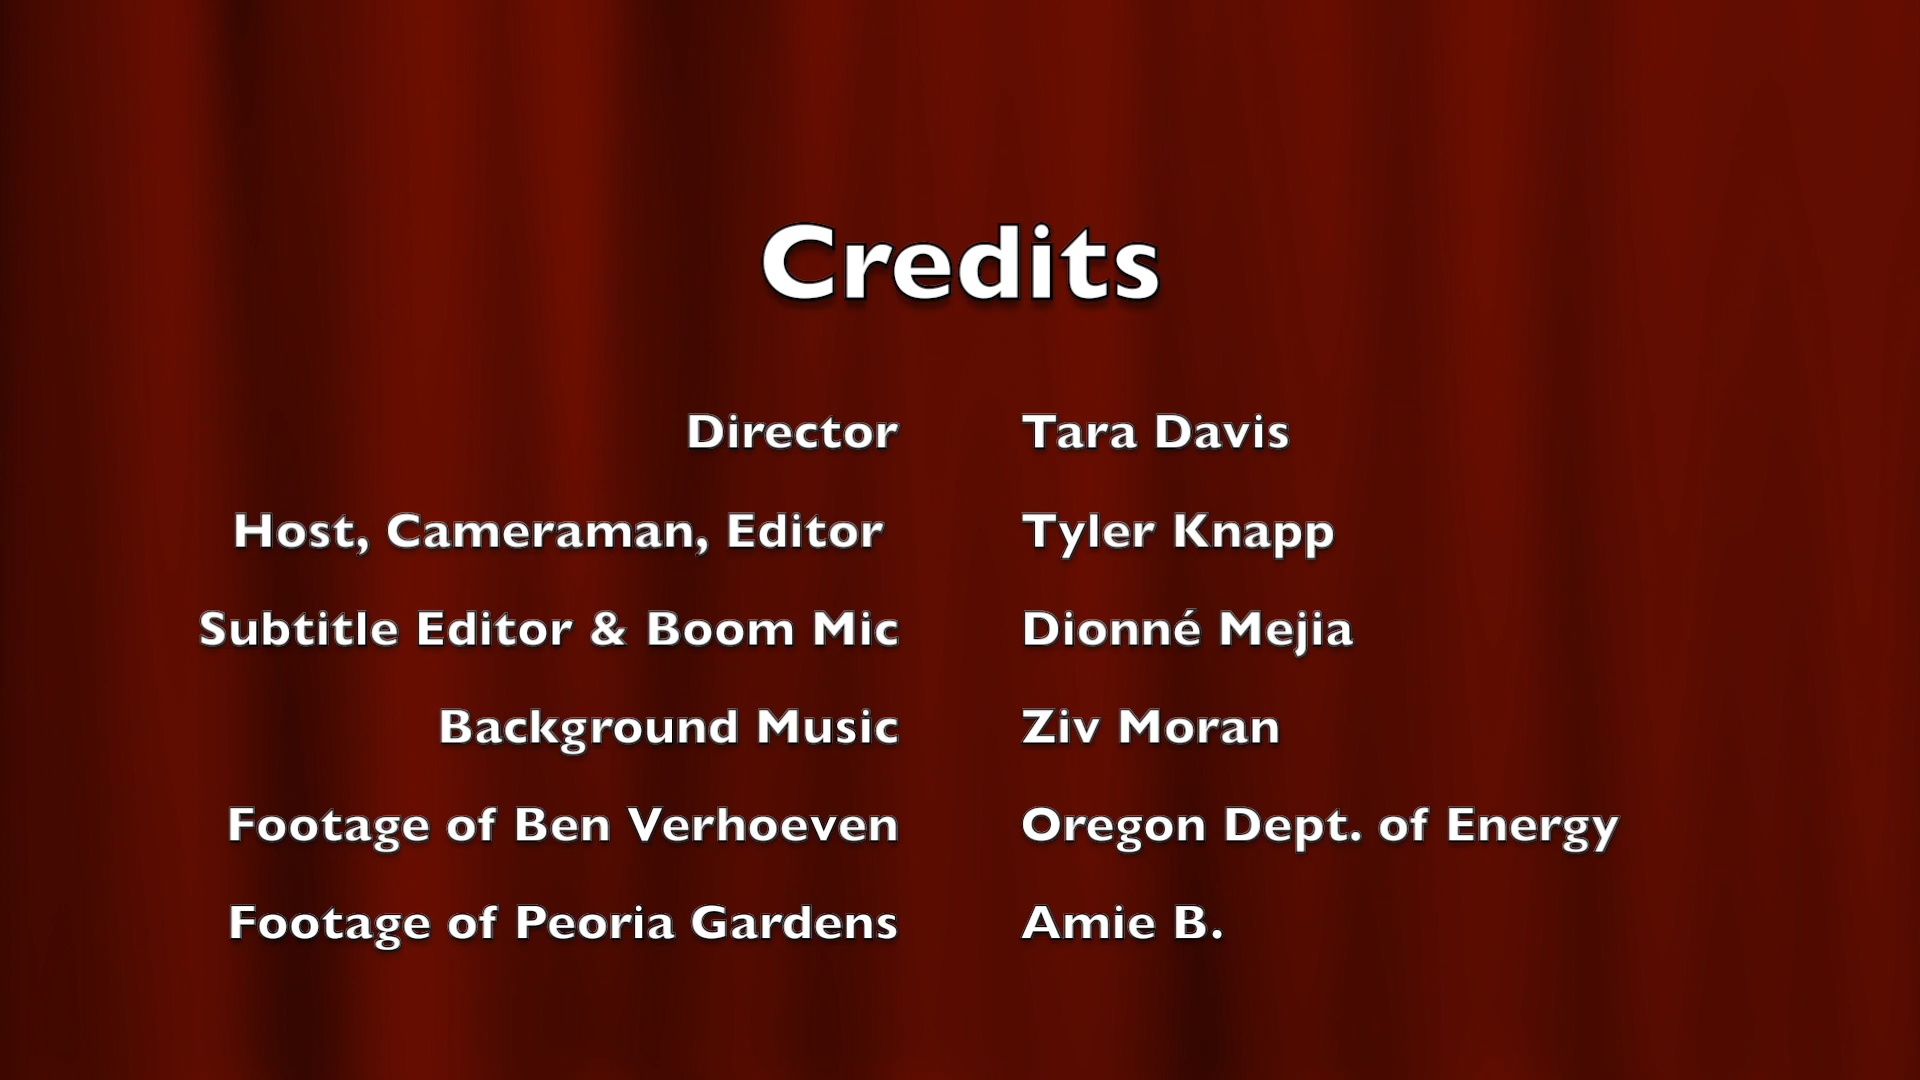 Credits
Director Tara Davis
Host, Cameraman, Editor Tyler Knapp
Subtitle Editor & Boom Mic Dionné Mejia
Background Music Ziv Moran
Footage of Ben Verhoeven Oregon Dept. of Energy
Footage of Peoria Gardens Amie B.